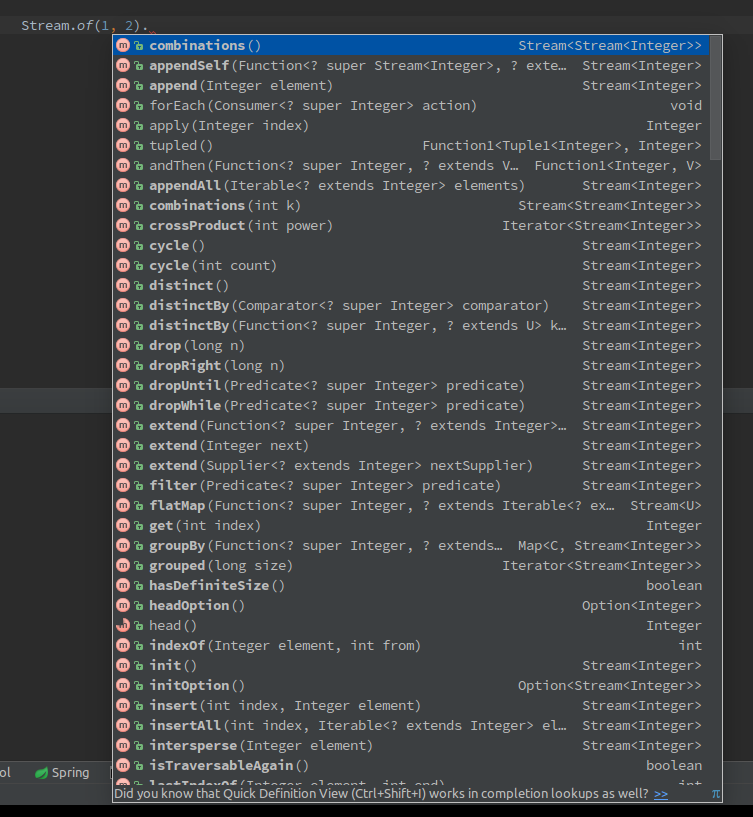 Stream.of(1, 2).
combinations() Stream<Stream<Integer>>
appendSelf(Function<? super Stream<Integer>, ? exte… Stream<Integer>
append(Integer element) Stream<Integer>
forEach(Consumer<? super Integer> action) void
apply(Integer index) Integer
tupled() Function1<Tuple1<Integer>, Integer>
andThen(Function<? super Integer, ? extends V… Function1<Integer, V>
appendAll(Iterable<? extends Integer> elements) Stream<Integer>
combinations(int k) Stream<Stream<Integer>>
crossProduct(int power) Iterator<Stream<Integer>>
cycle() Stream<Integer>
cycle(int count) Stream<Integer>
distinct() Stream<Integer>
distinctBy(Comparator<? super Integer> comparator) Stream<Integer>
distinctBy(Function<? super Integer, ? extends U> k… Stream<Integer>
drop(long n) Stream<Integer>
dropRight(long n) Stream<Integer>
dropUntil(Predicate<? super Integer> predicate) Stream<Integer>
dropWhile(Predicate<? super Integer> predicate) Stream<Integer>
extend(Function<? super Integer, ? extends Integer>… Stream<Integer>
extend(Integer next) Stream<Integer>
extend(Supplier<? extends Integer> nextSupplier) Stream<Integer>
filter(Predicate<? super Integer> predicate) Stream<Integer>
flatMap(Function<? super Integer, ? extends Iterable<? ex… Stream<U>
get(int index) Integer
groupBy(Function<? super Integer, ? extends… Map<C, Stream<Integer>>
grouped(long size) Iterator<Stream<Integer>>
hasDefiniteSize() boolean
headOption() Option<Integer>
head() Integer
indexOf(Integer element, int from) int
init() Stream<Integer>
initOption() Option<Stream<Integer>>
insert(int index, Integer element) Stream<Integer>
insertAll(int index, Iterable<? extends Integer> el… Stream<Integer>
intersperse(Integer element) Stream<Integer>
isTraversableAgain() boolean
lastIndexOf(Integer element, int end) int
ol Spring Did you know that Quick Definition View (Ctrl+Shift+I) works in completion lookups as well? >> π